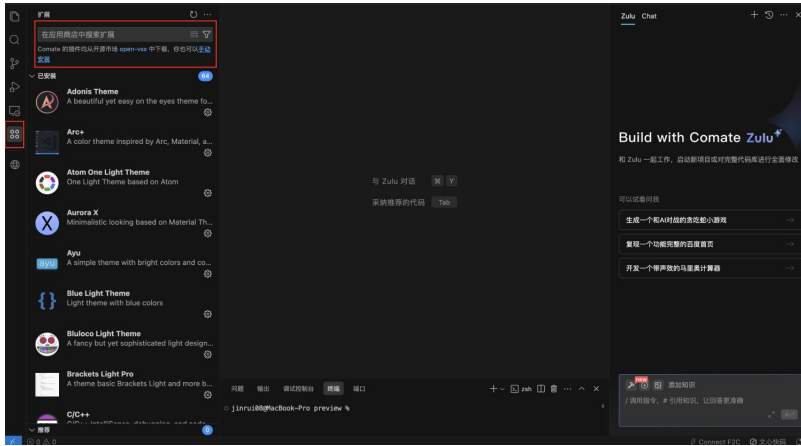 扩展
在应用商店中搜索扩展
Comate 的插件均从开源市场 open-vsx 中下载，你也可以手动
安装
已安装
64
Adonis Theme
A beautiful yet easy on the eyes theme fo...
Arc+
A color theme inspired by Arc, Material, a...
Atom One Light Theme
One Light Theme based on Atom
Aurora X
Minimalistic looking based on Material Th...
ayu
Ayu
A simple theme with bright colors and co...
Blue Light Theme
Light theme with blue colors
Bluloco Light Theme
A fancy but yet sophisticated light design...
Brackets Light Pro
A theme basic Brackets Light and more b...
C/C++
推荐
0
与 Zulu 对话 ⌘ Y
采纳推荐的代码 Tab
问题 输出 调试控制台 终端 端口
zsh
jinrui08@MacBook-Pro preview %
Zulu Chat
Build with Comate Zulu
和 Zulu 一起工作，启动新项目或对完整代码库进行全面修改
可以试着问我
生成一个和AI对战的贪吃蛇小游戏
复现一个功能完整的百度首页
开发一个带声效的马里奥计算器
new
添加知识
/ 调用指令，# 引用知识，让回答更准确
0 0
Connect F2C 文心快码